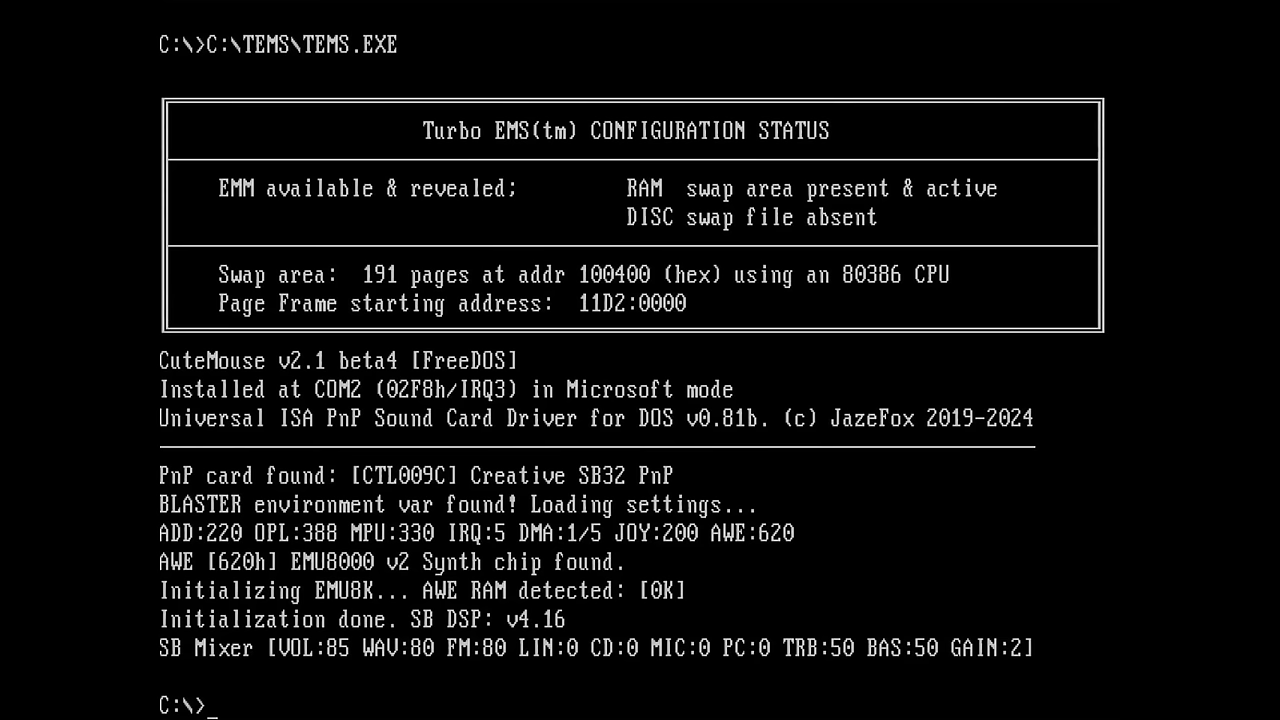 C:\>C:\TEMS\TEMS.EXE
Turbo EMS(tm) CONFIGURATION STATUS
EMM available & revealed; RAM swap area present & active
DISC swap file absent
Swap area: 191 pages at addr 100400 (hex) using an 80386 CPU
Page Frame starting address: 11D2:0000
CuteMouse v2.1 beta4 [FreeDOS]
Installed at COM2 (02F8h/IRQ3) in Microsoft mode
Universal ISA PnP Sound Card Driver for DOS v0.81b. (c) JazeFox 2019-2024
PnP card found: [CTL009C] Creative SB32 PnP
BLASTER environment var found! Loading settings...
ADD:220 OPL:388 MPU:330 IRQ:5 DMA:1/5 JOY:200 AWE:620
AWE [620h] EMU8000 v2 Synth chip found.
Initializing EMU8K... AWE RAM detected: [0K]
Initialization done. SB DSP: v4.16
SB Mixer [VOL:85 WAV:80 FM:80 LIN:0 CD:0 MIC:0 PC:0 TRB:50 BAS:50 GAIN:2]
C:\>_